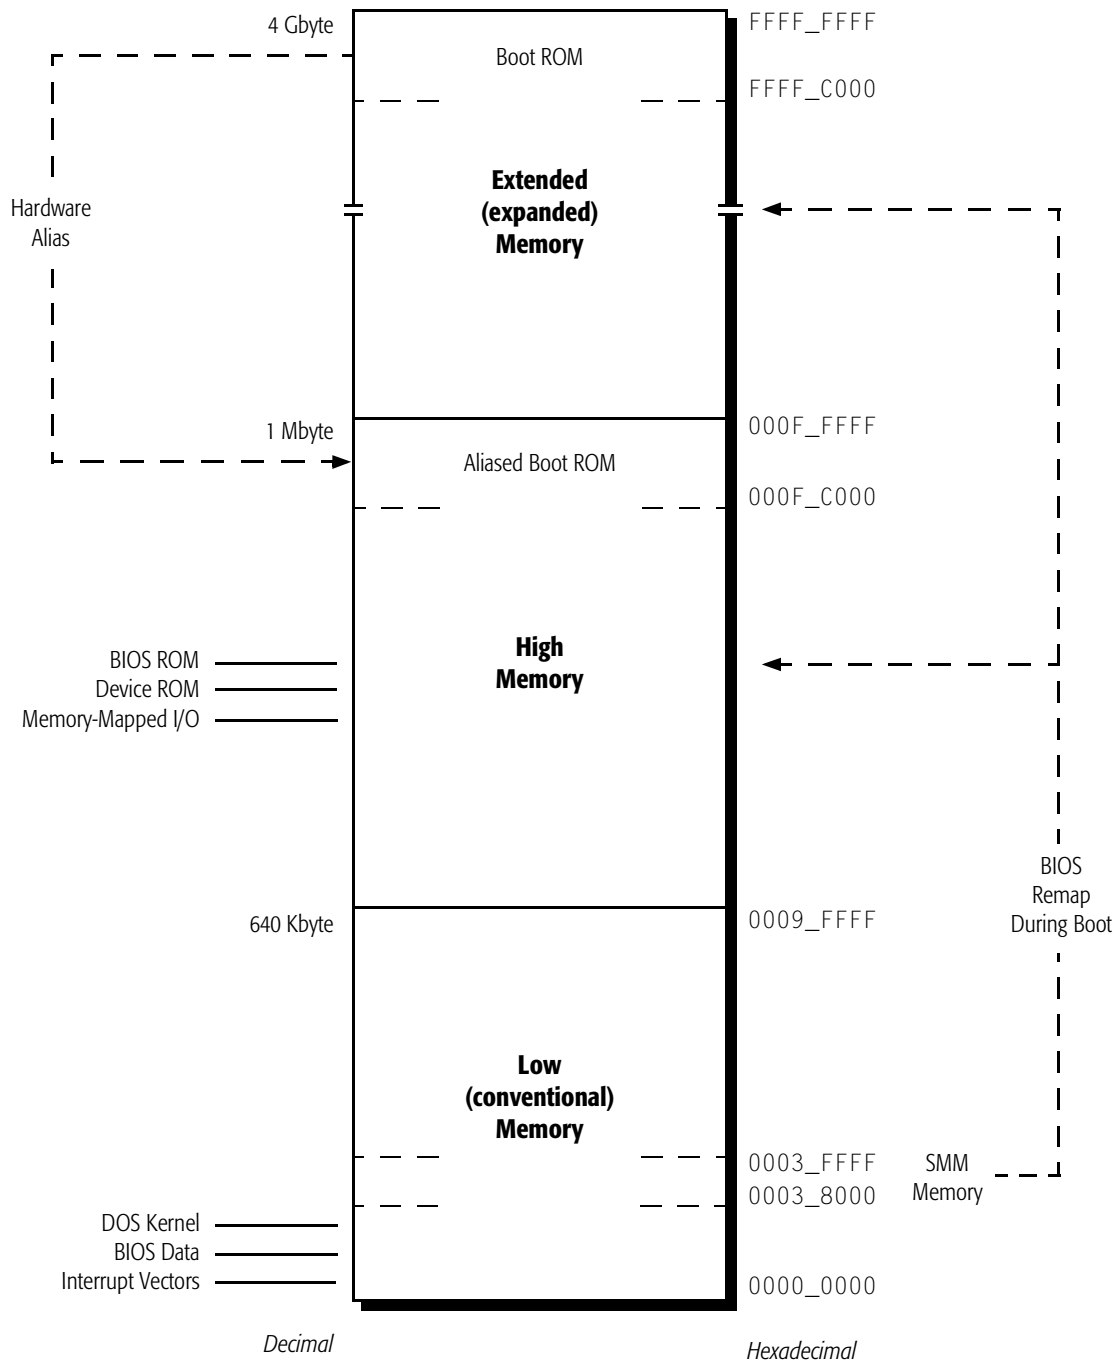 4 Gbyte
FFFF_FFFF
Boot ROM
FFFF_C000
Extended
(expanded)
Memory
Hardware
Alias
1 Mbyte
000F_FFFF
Aliased Boot ROM
000F_C000
High
Memory
BIOS ROM
Device ROM
Memory-Mapped I/O
BIOS
Remap
During Boot
640 Kbyte
0009_FFFF
Low
(conventional)
Memory
0003_FFFF
0003_8000
SMM
Memory
DOS Kernel
BIOS Data
Interrupt Vectors
0000_0000
Decimal
Hexadecimal